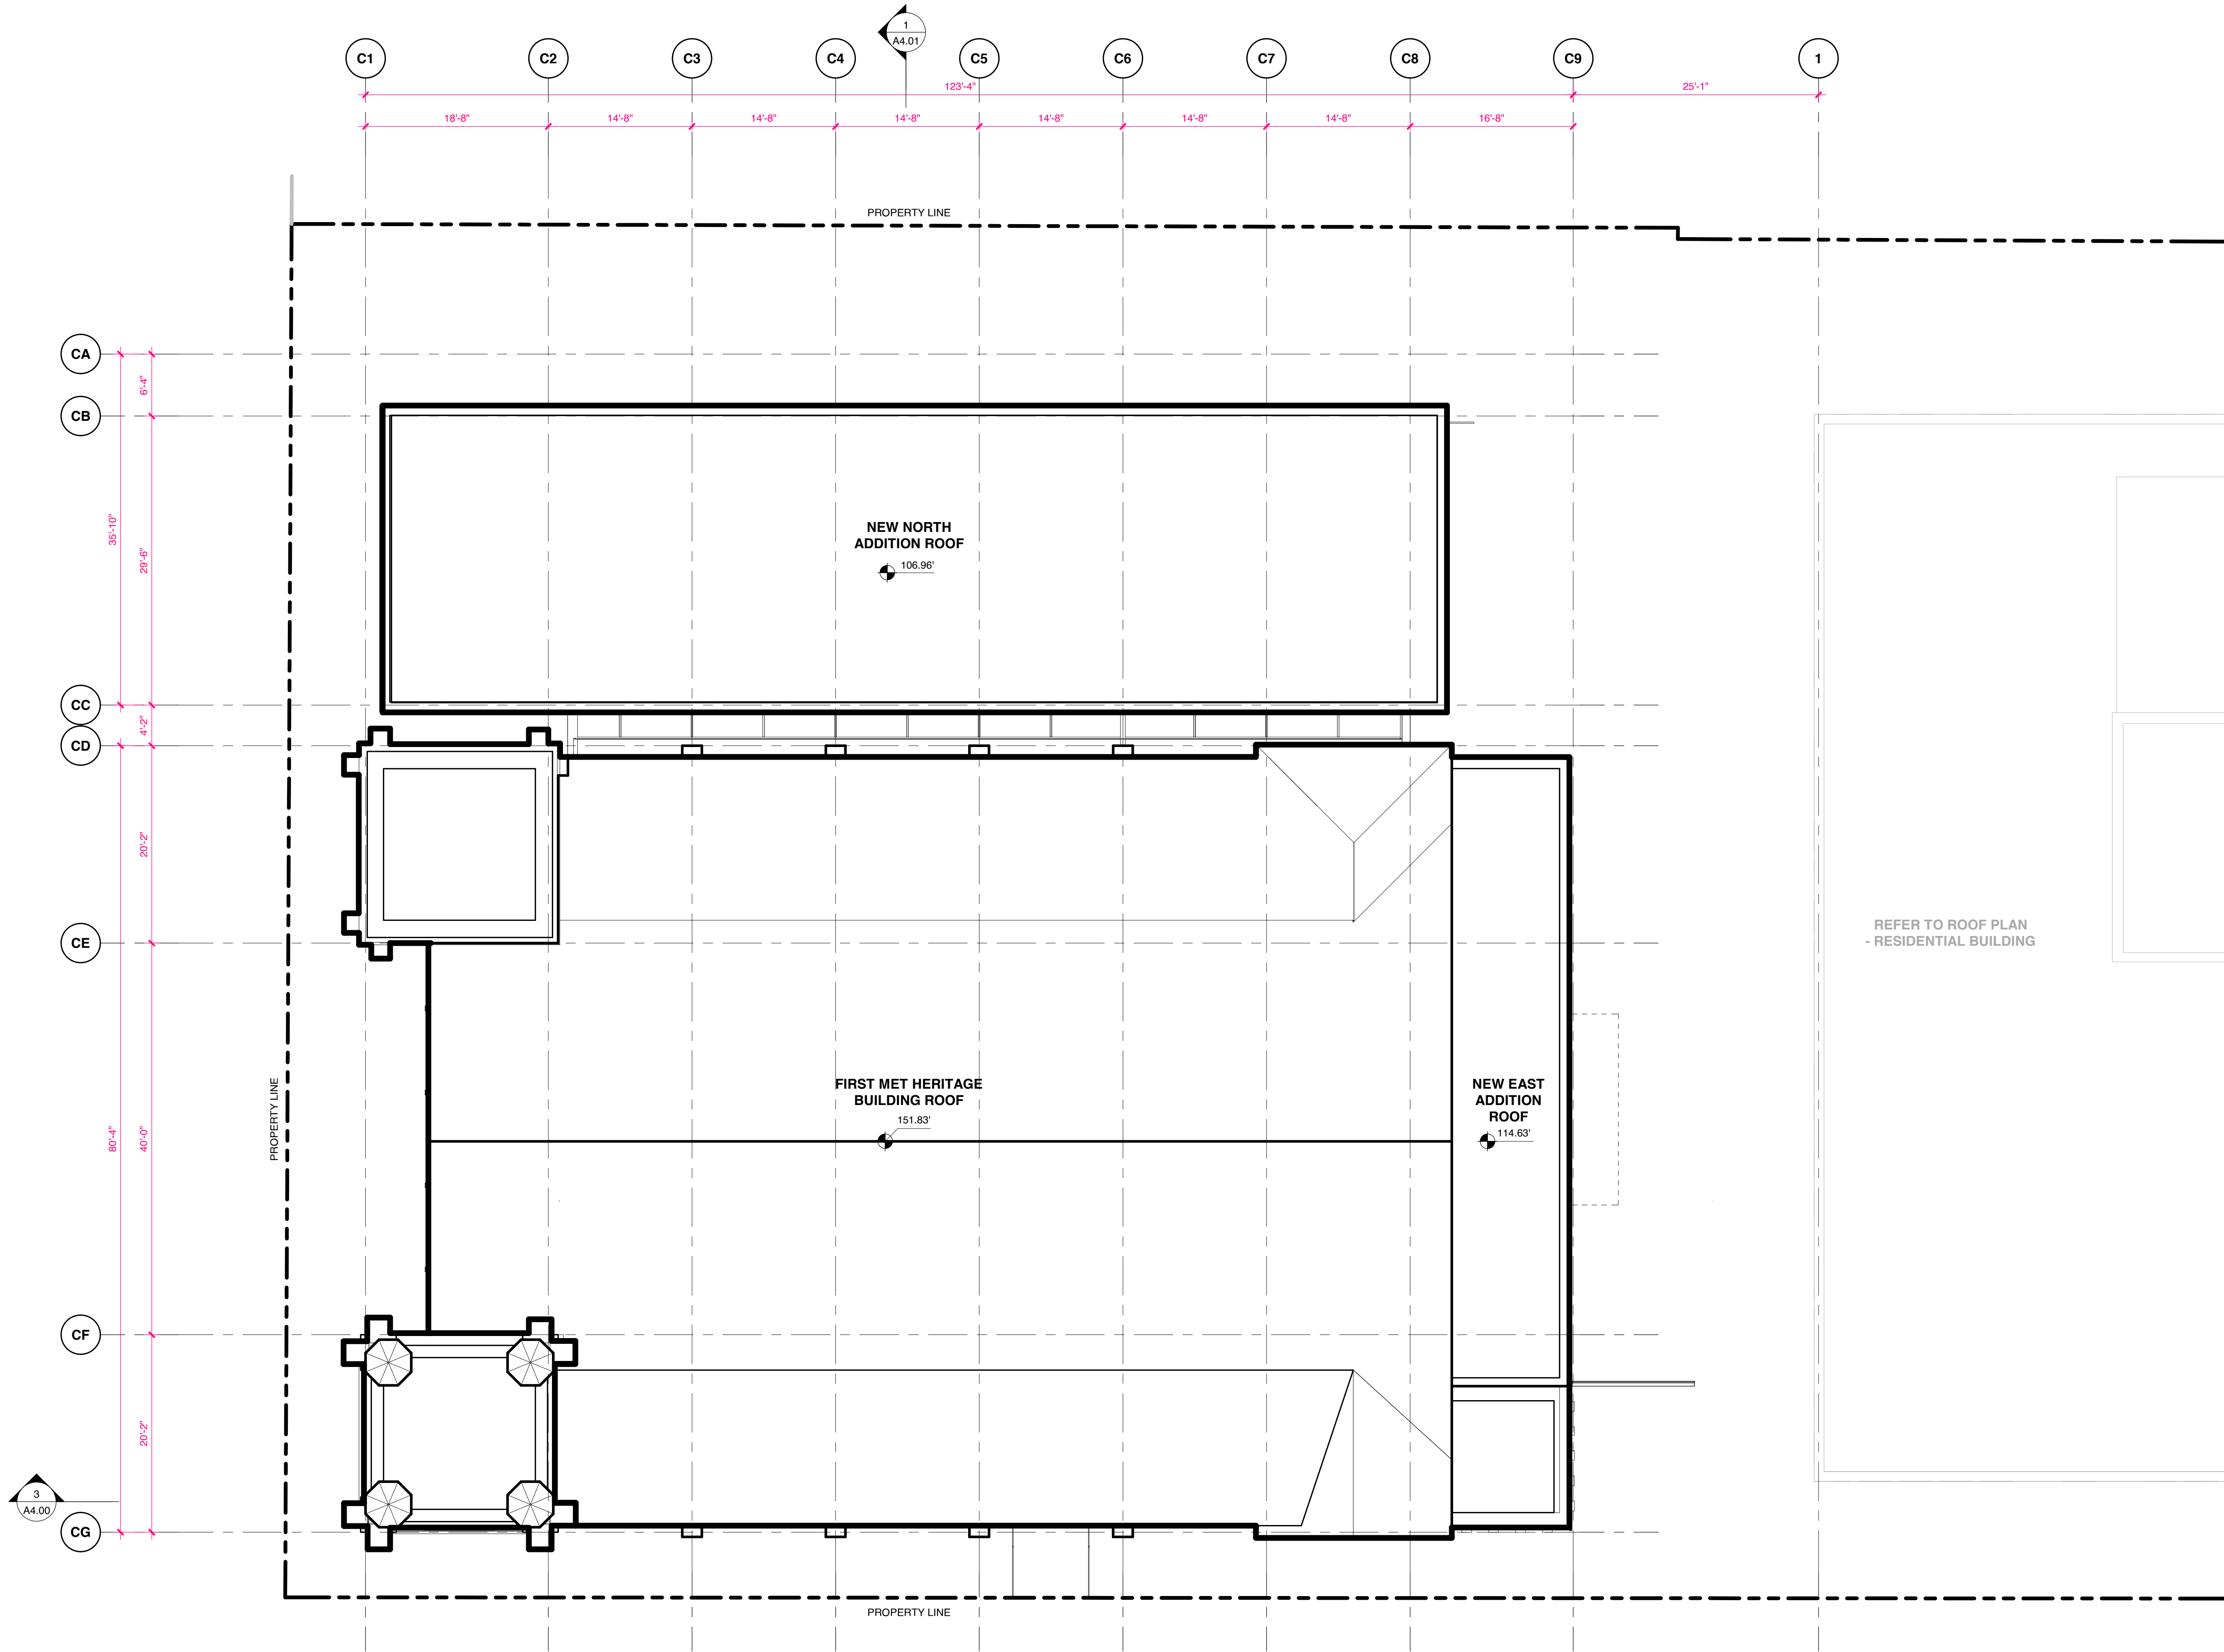 1
A4.01
C1
C2
C3
C4
C5
C6
C7
C8
C9
1
123'-4"
25'-1"
18'-8"
14'-8"
14'-8"
14'-8"
14'-8"
14'-8"
14'-8"
16'-8"
PROPERTY LINE
CA
6'-4"
CB
35'-10"
29'-6"
NEW NORTH
ADDITION ROOF
106.96'
CC
4'-2"
CD
20'-2"
CE
REFER TO ROOF PLAN
- RESIDENTIAL BUILDING
PROPERTY LINE
80'-4"
40'-0"
FIRST MET HERITAGE
BUILDING ROOF
151.83'
NEW EAST
ADDITION
ROOF
114.63'
CF
20'-2"
3
A4.00
CG
PROPERTY LINE